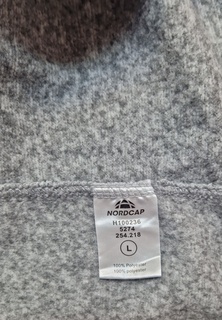 NORDCAP
H100236
5274
254.218
L
100% Polyester
100% polyester